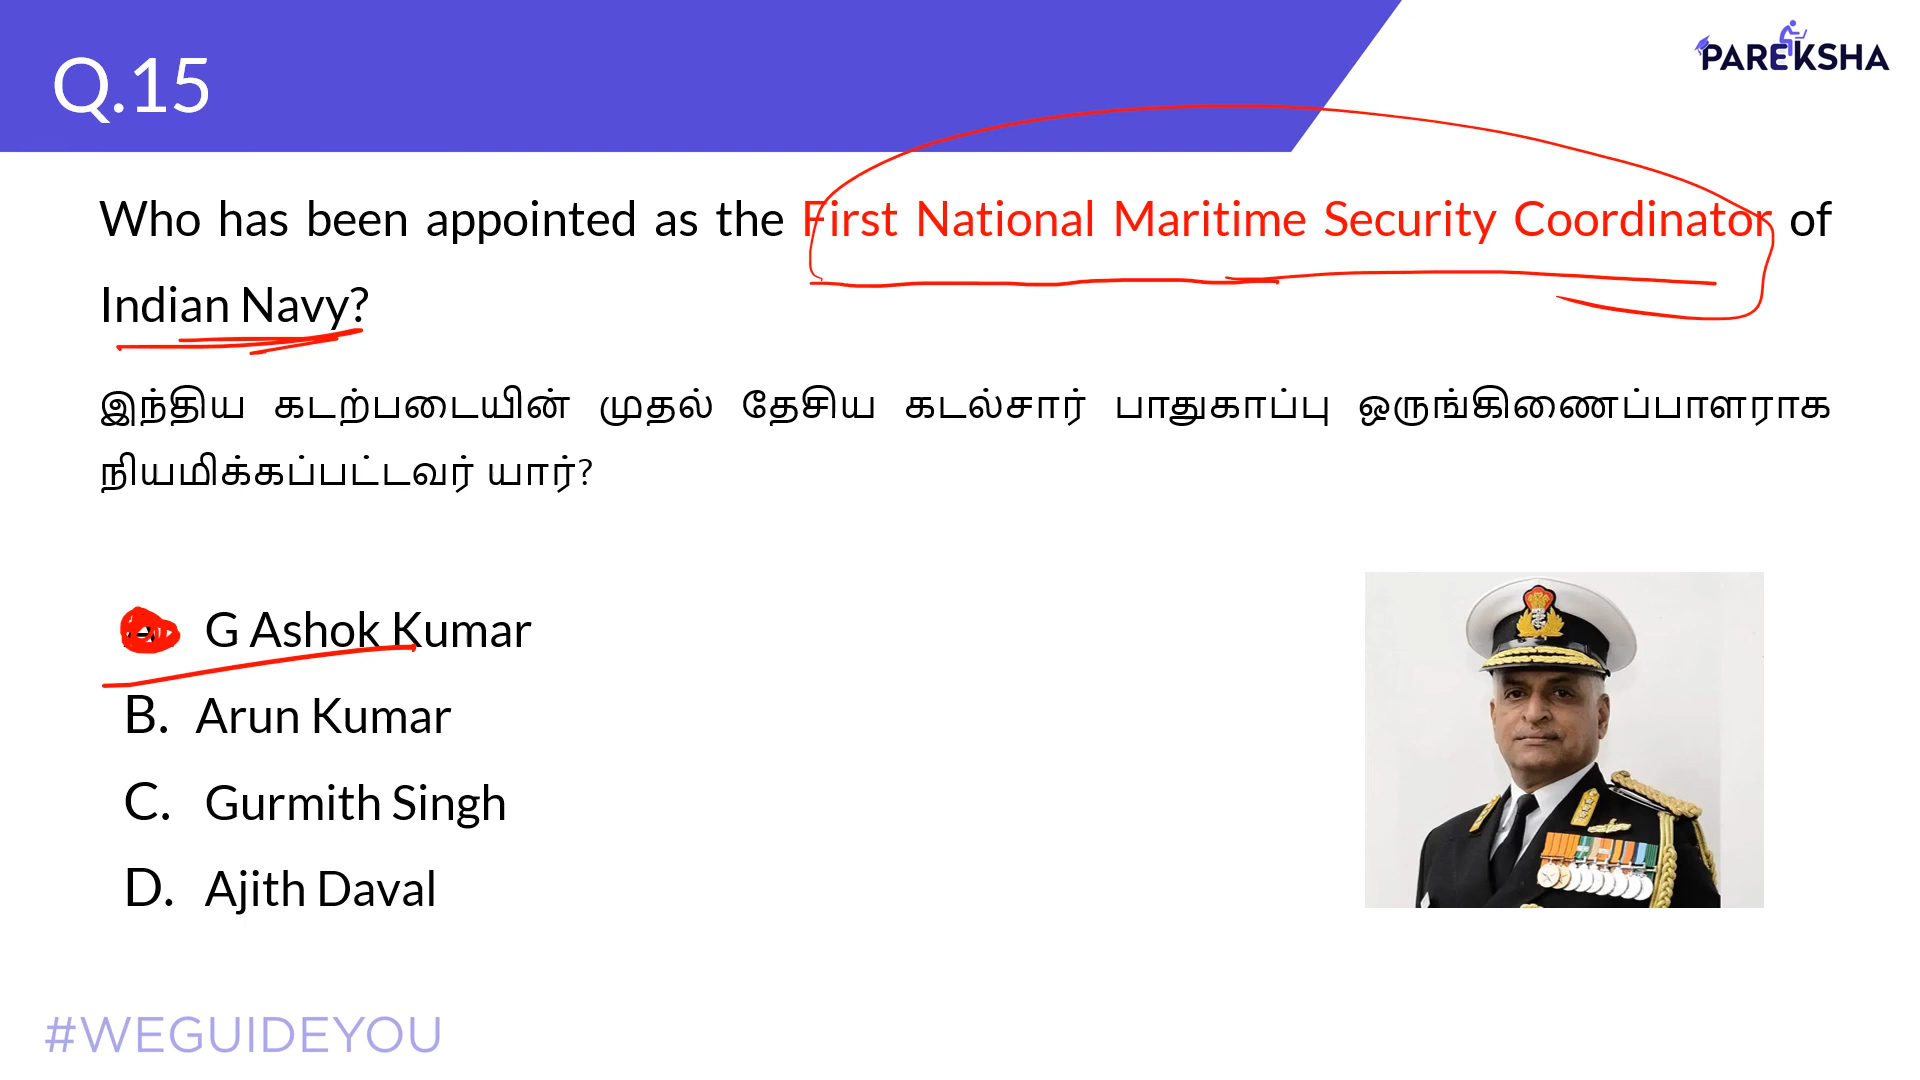 Q.15
PAREKSHA
Who has been appointed as the First National Maritime Security Coordinator of
Indian Navy?
இந்திய கடற்படையின் முதல் தேசிய கடல்சார் பாதுகாப்பு ஒருங்கிணைப்பாளராக
நியமிக்கப்பட்டவர் யார்?
G Ashok Kumar
B. Arun Kumar
C. Gurmith Singh
D. Ajith Daval
#WEGUIDEYOU